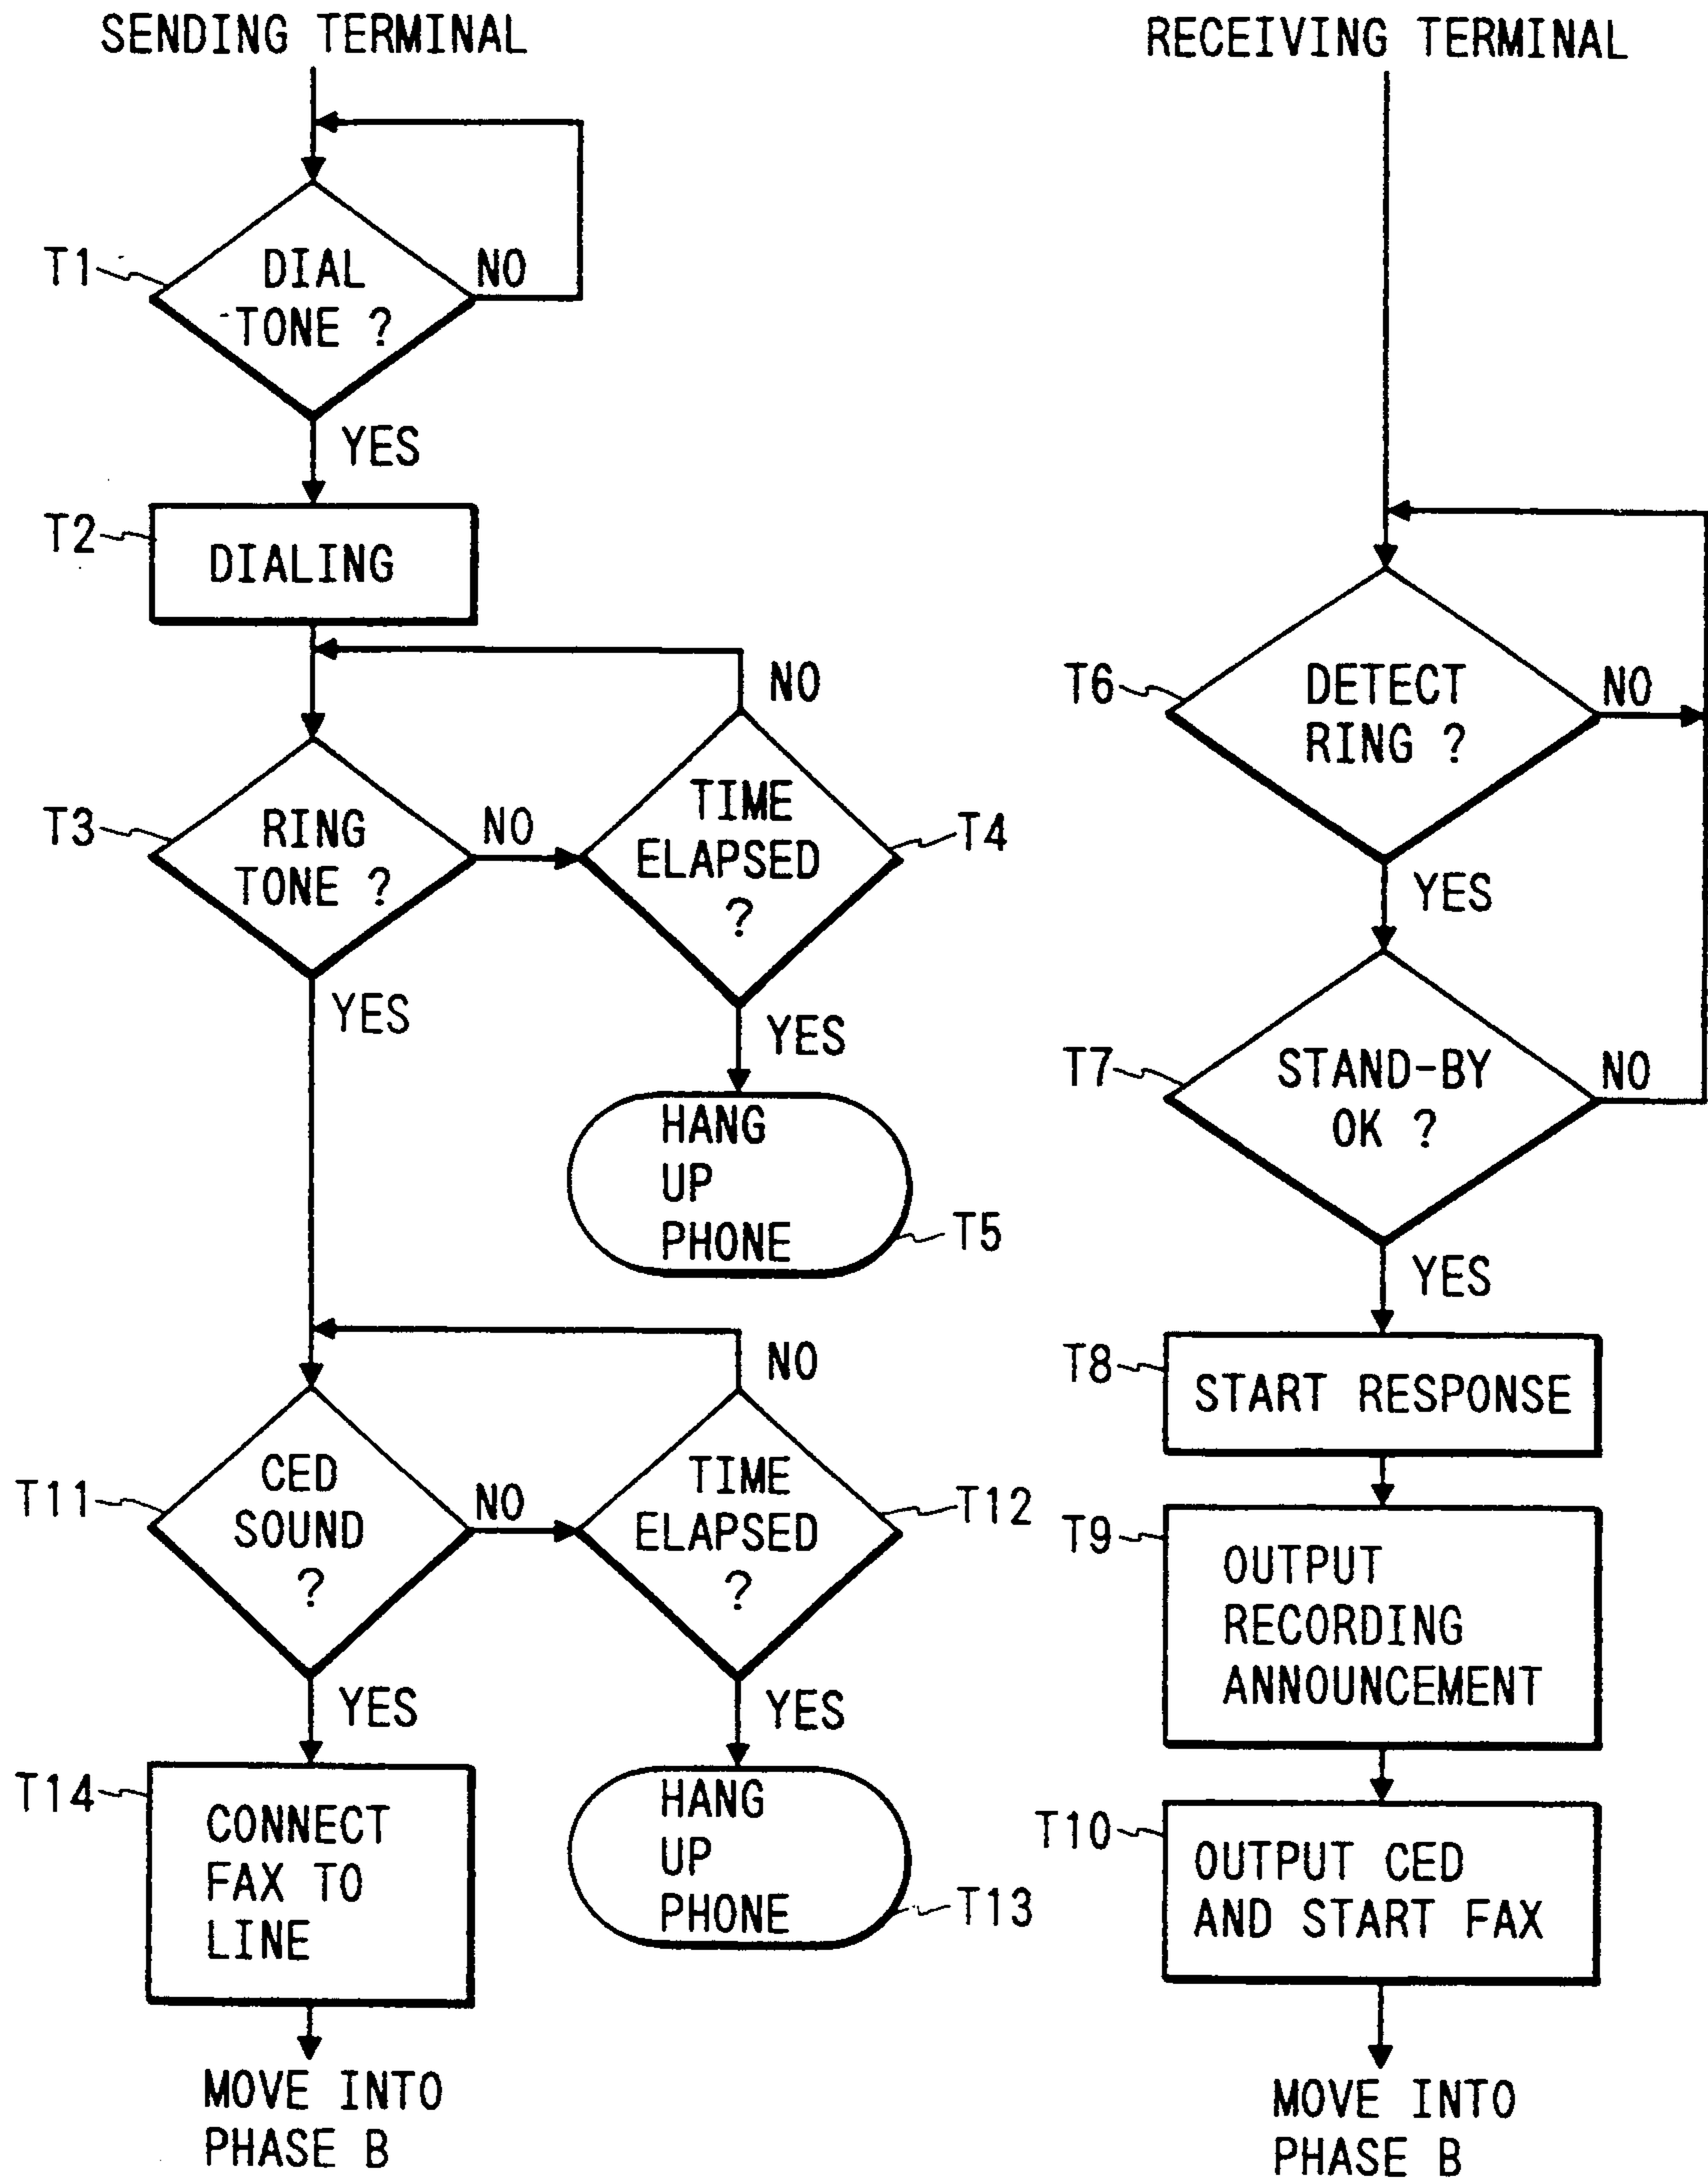 SENDING TERMINAL
T1
DIAL
TONE ?
NO
YES
T2
DIALING
T3
RING
TONE ?
NO
YES
NO
TIME
ELAPSED
?
T4
YES
HANG
UP
PHONE
T5
T11
CED
SOUND
?
NO
YES
NO
TIME
ELAPSED
?
T12
YES
HANG
UP
PHONE
T13
T14
CONNECT
FAX TO
LINE
MOVE INTO
PHASE B
RECEIVING TERMINAL
T6
DETECT
RING ?
NO
YES
T7
STAND-BY
OK ?
NO
YES
T8
START RESPONSE
T9
OUTPUT
RECORDING
ANNOUNCEMENT
T10
OUTPUT CED
AND START FAX
MOVE INTO
PHASE B